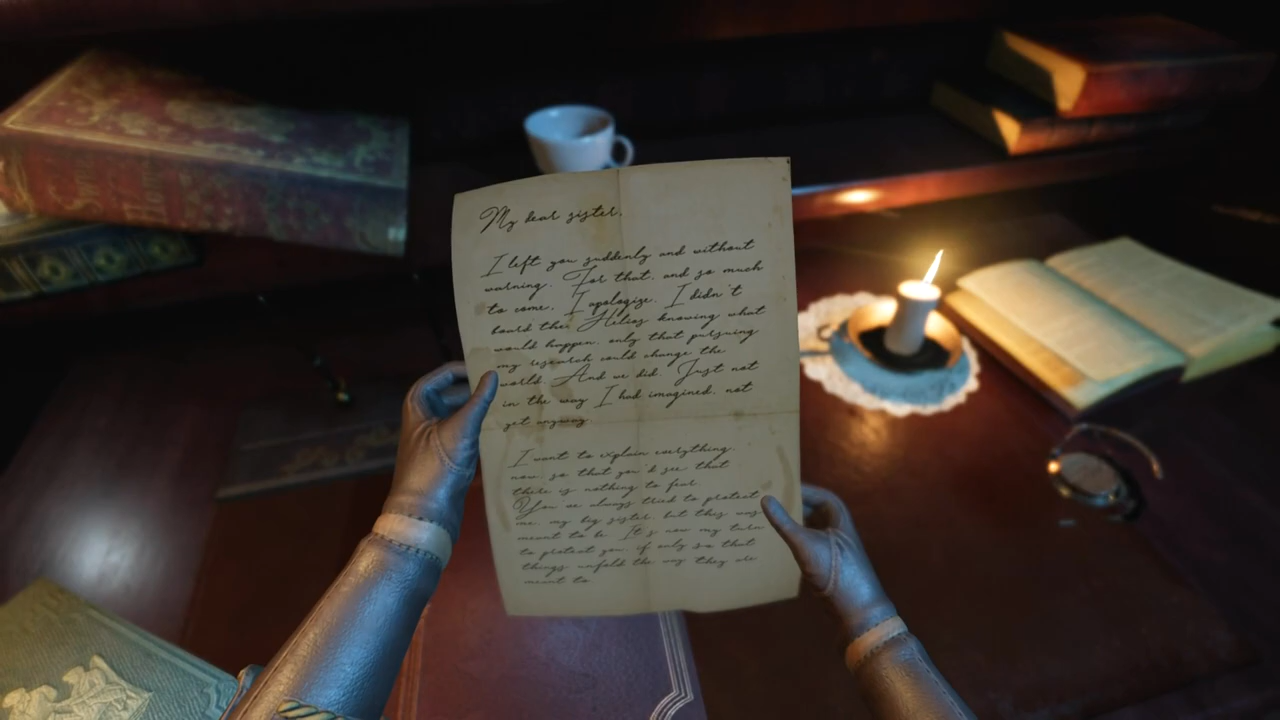 My dear sister,
I left you suddenly and without
warning. For that, and so much
to come, I apologize. I didn't
board the Helios knowing what
would happen, only that pursuing
my research could change the
world. And we did. Just not
in the way I had imagined, not
yet anyway.
I want to explain everything
now, so that you'd see that
there is nothing to fear.
You've always tried to protect
me, my big sister, but this was
meant to be. It's now my turn
to protect you, if only so that
things unfold the way they are
meant to.